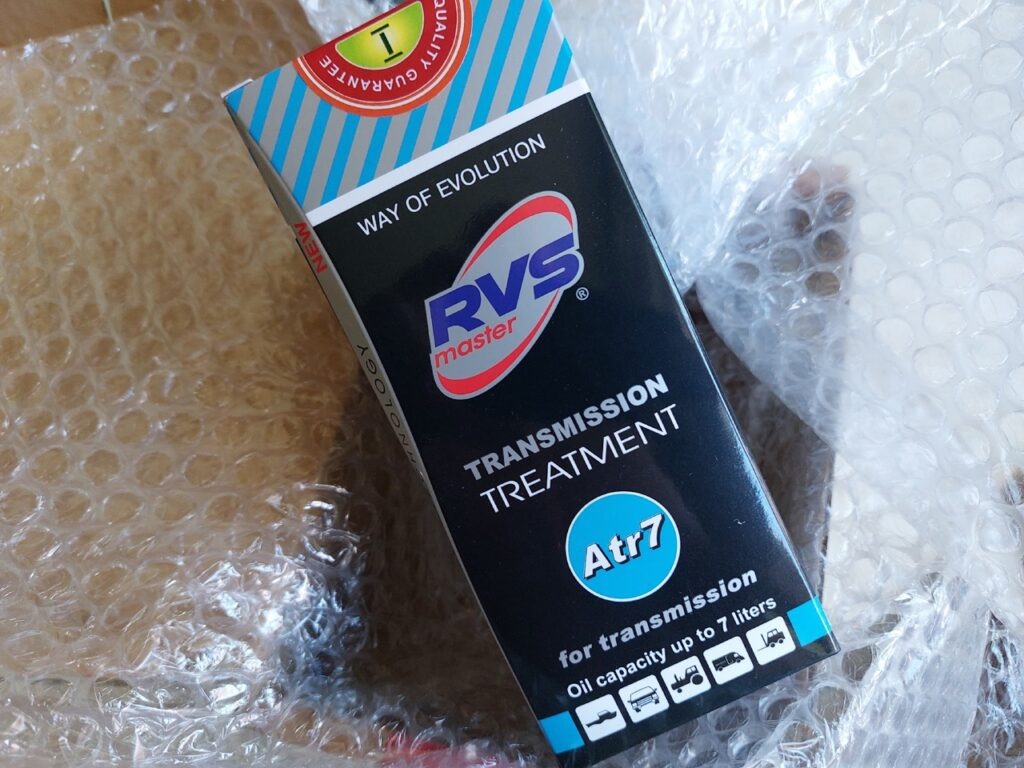 QUALITY GUARANTEE
I
WAY OF EVOLUTION
NEW
RVS
master
®
TRANSMISSION
TREATMENT
Atr7
for transmission
Oil capacity up to 7 liters